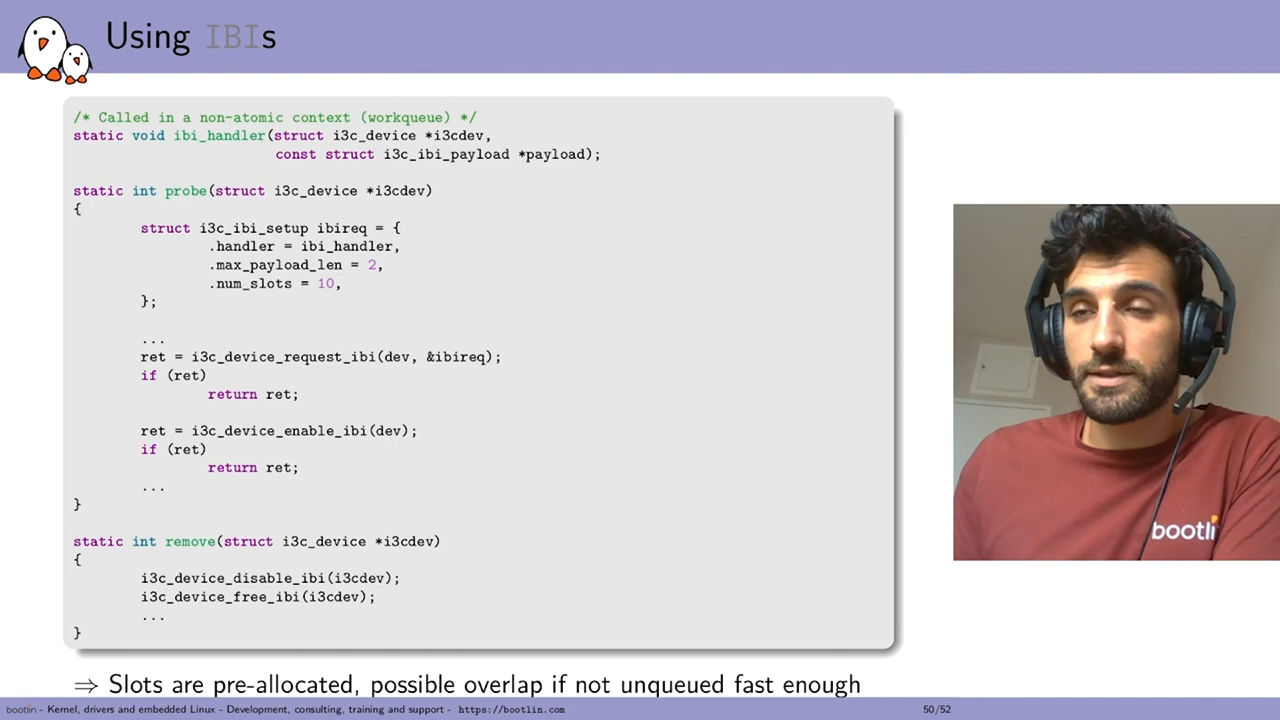 Using IBIs
/* Called in a non-atomic context (workqueue) */
static void ibi_handler(struct i3c_device *i3cdev,
const struct i3c_ibi_payload *payload);
static int probe(struct i3c_device *i3cdev)
{
struct i3c_ibi_setup ibireq = {
.handler = ibi_handler,
.max_payload_len = 2,
.num_slots = 10,
};
...
ret = i3c_device_request_ibi(dev, &ibireq);
if (ret)
return ret;
ret = i3c_device_enable_ibi(dev);
if (ret)
return ret;
...
}
static int remove(struct i3c_device *i3cdev)
{
i3c_device_disable_ibi(i3cdev);
i3c_device_free_ibi(i3cdev);
...
}
⇒ Slots are pre-allocated, possible overlap if not unqueued fast enough
bootlin - Kernel, drivers and embedded Linux - Development, consulting, training and support - https://bootlin.com
50/52
bootli